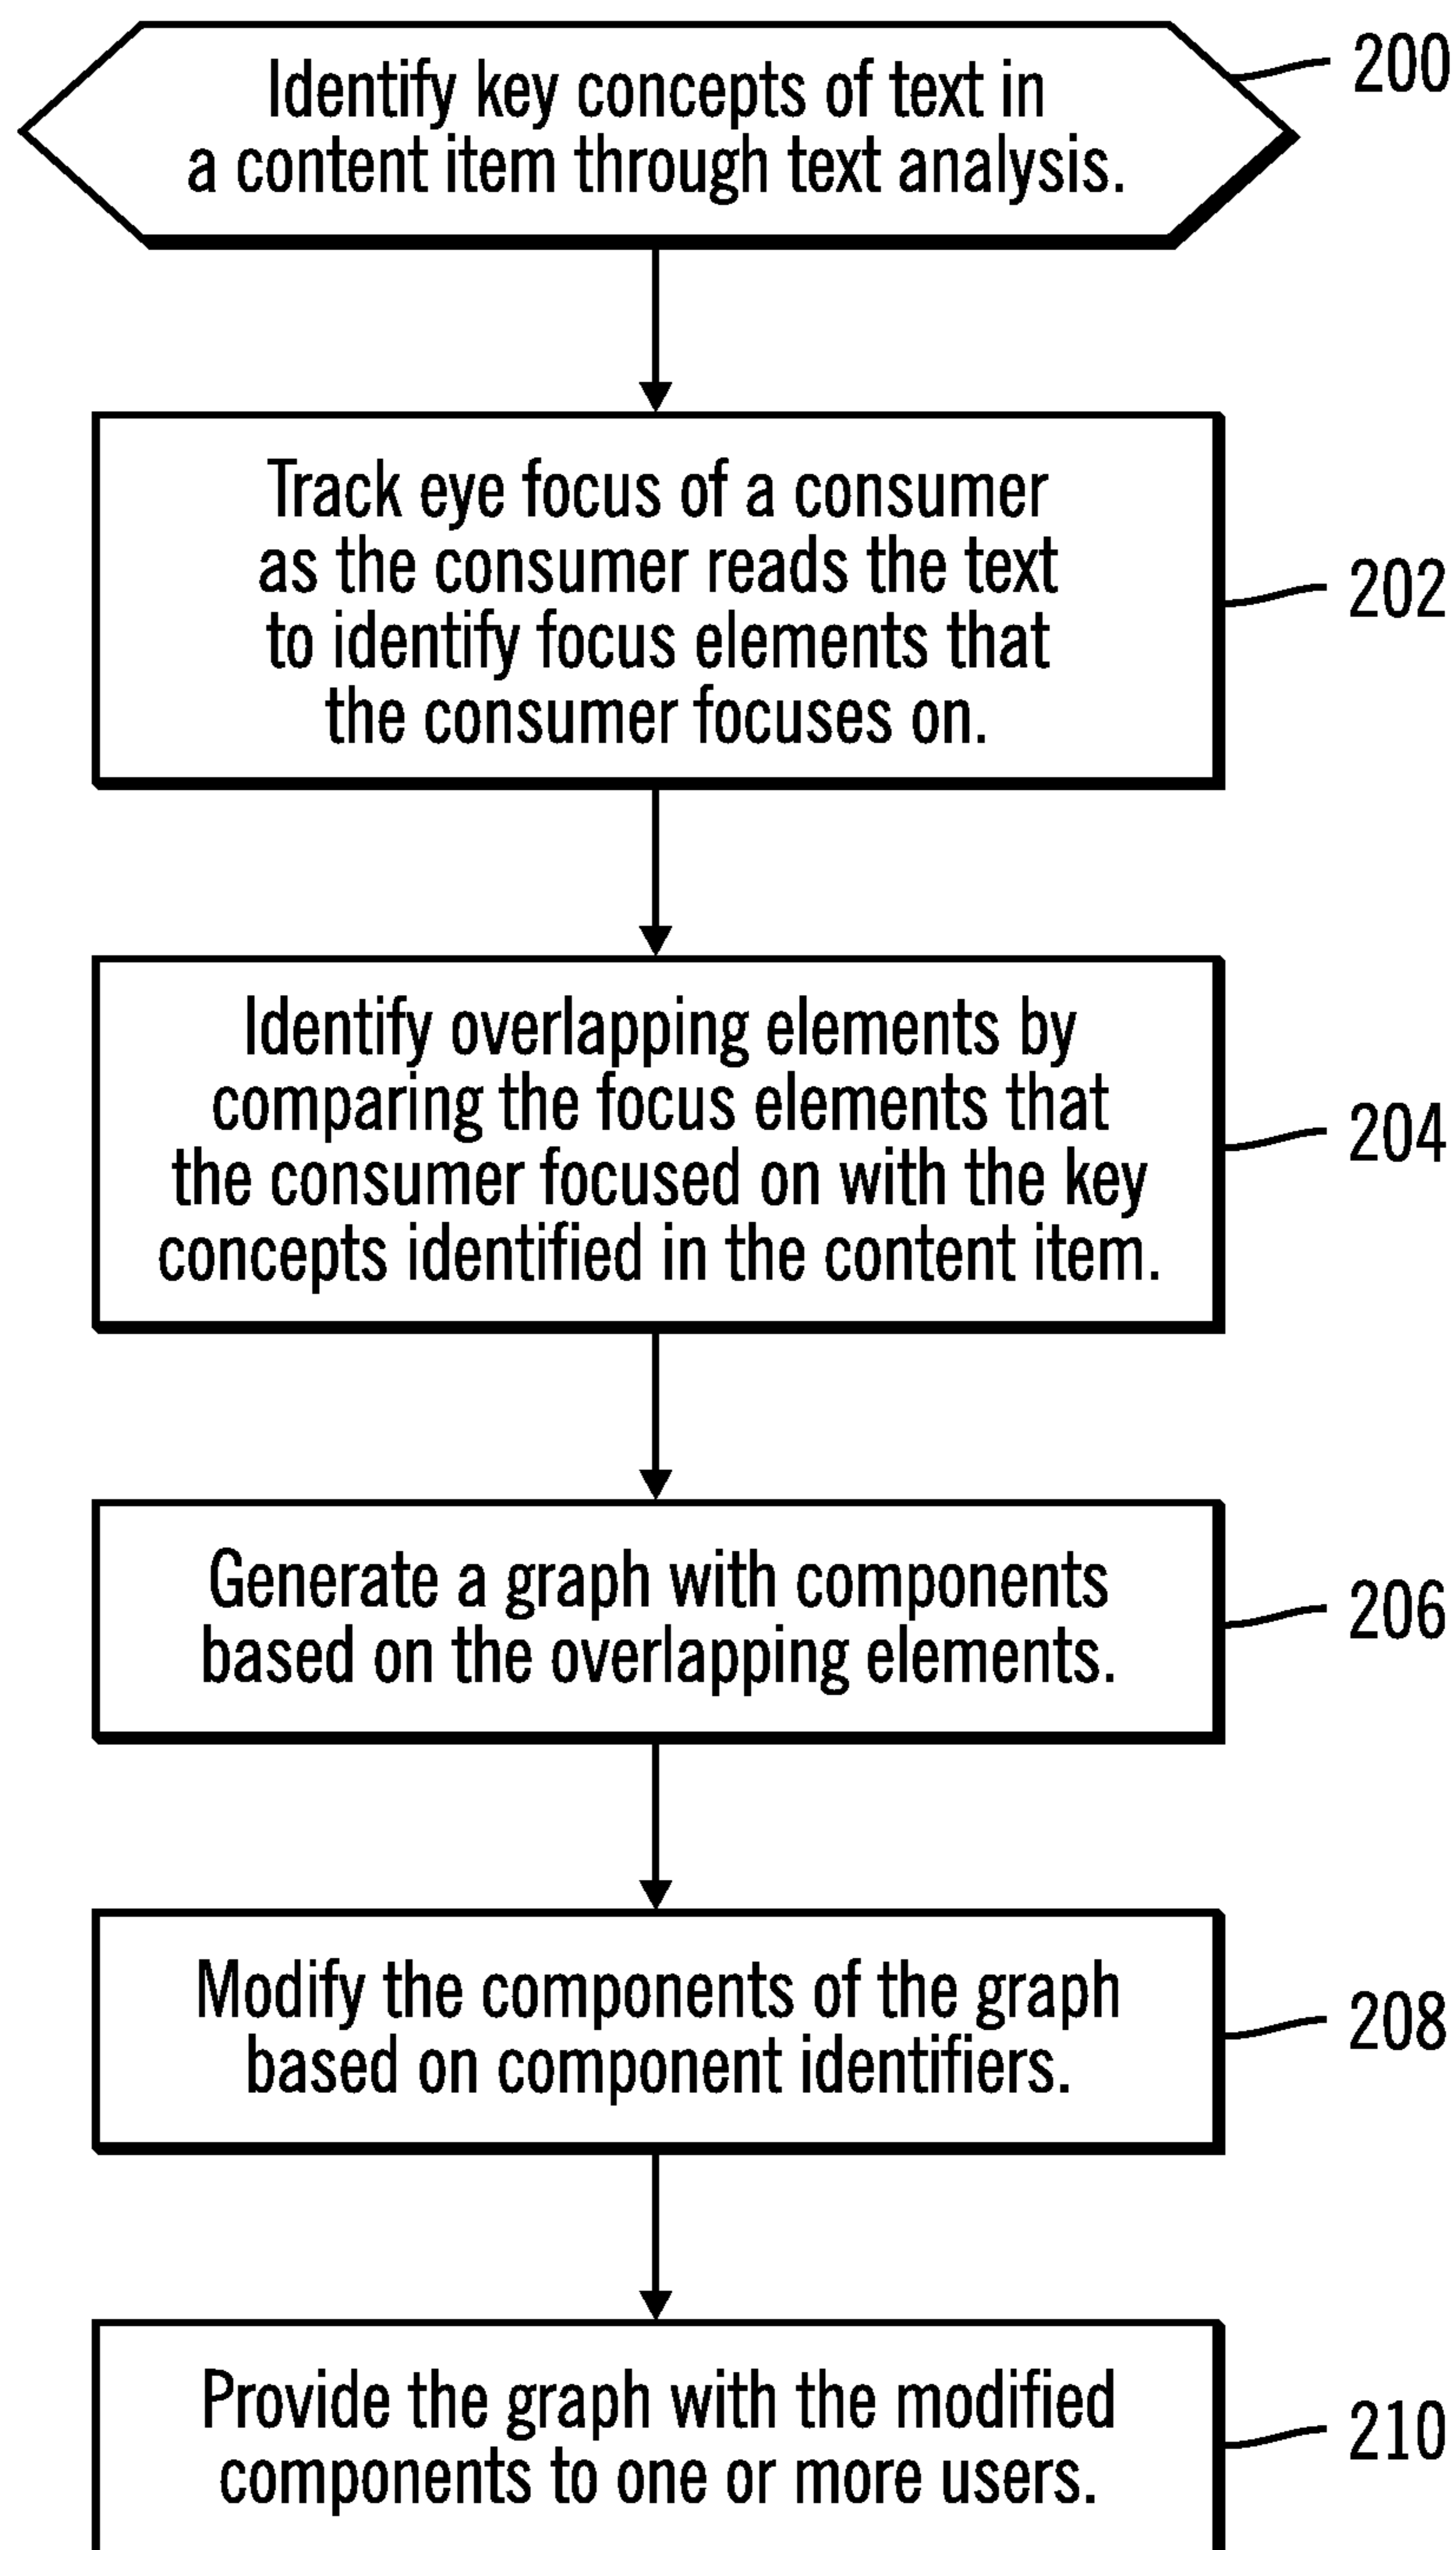 Identify key concepts of text in
a content item through text analysis.
200
Track eye focus of a consumer
as the consumer reads the text
to identify focus elements that
the consumer focuses on.
202
Identify overlapping elements by
comparing the focus elements that
the consumer focused on with the key
concepts identified in the content item.
204
Generate a graph with components
based on the overlapping elements.
206
Modify the components of the graph
based on component identifiers.
208
Provide the graph with the modified
components to one or more users.
210